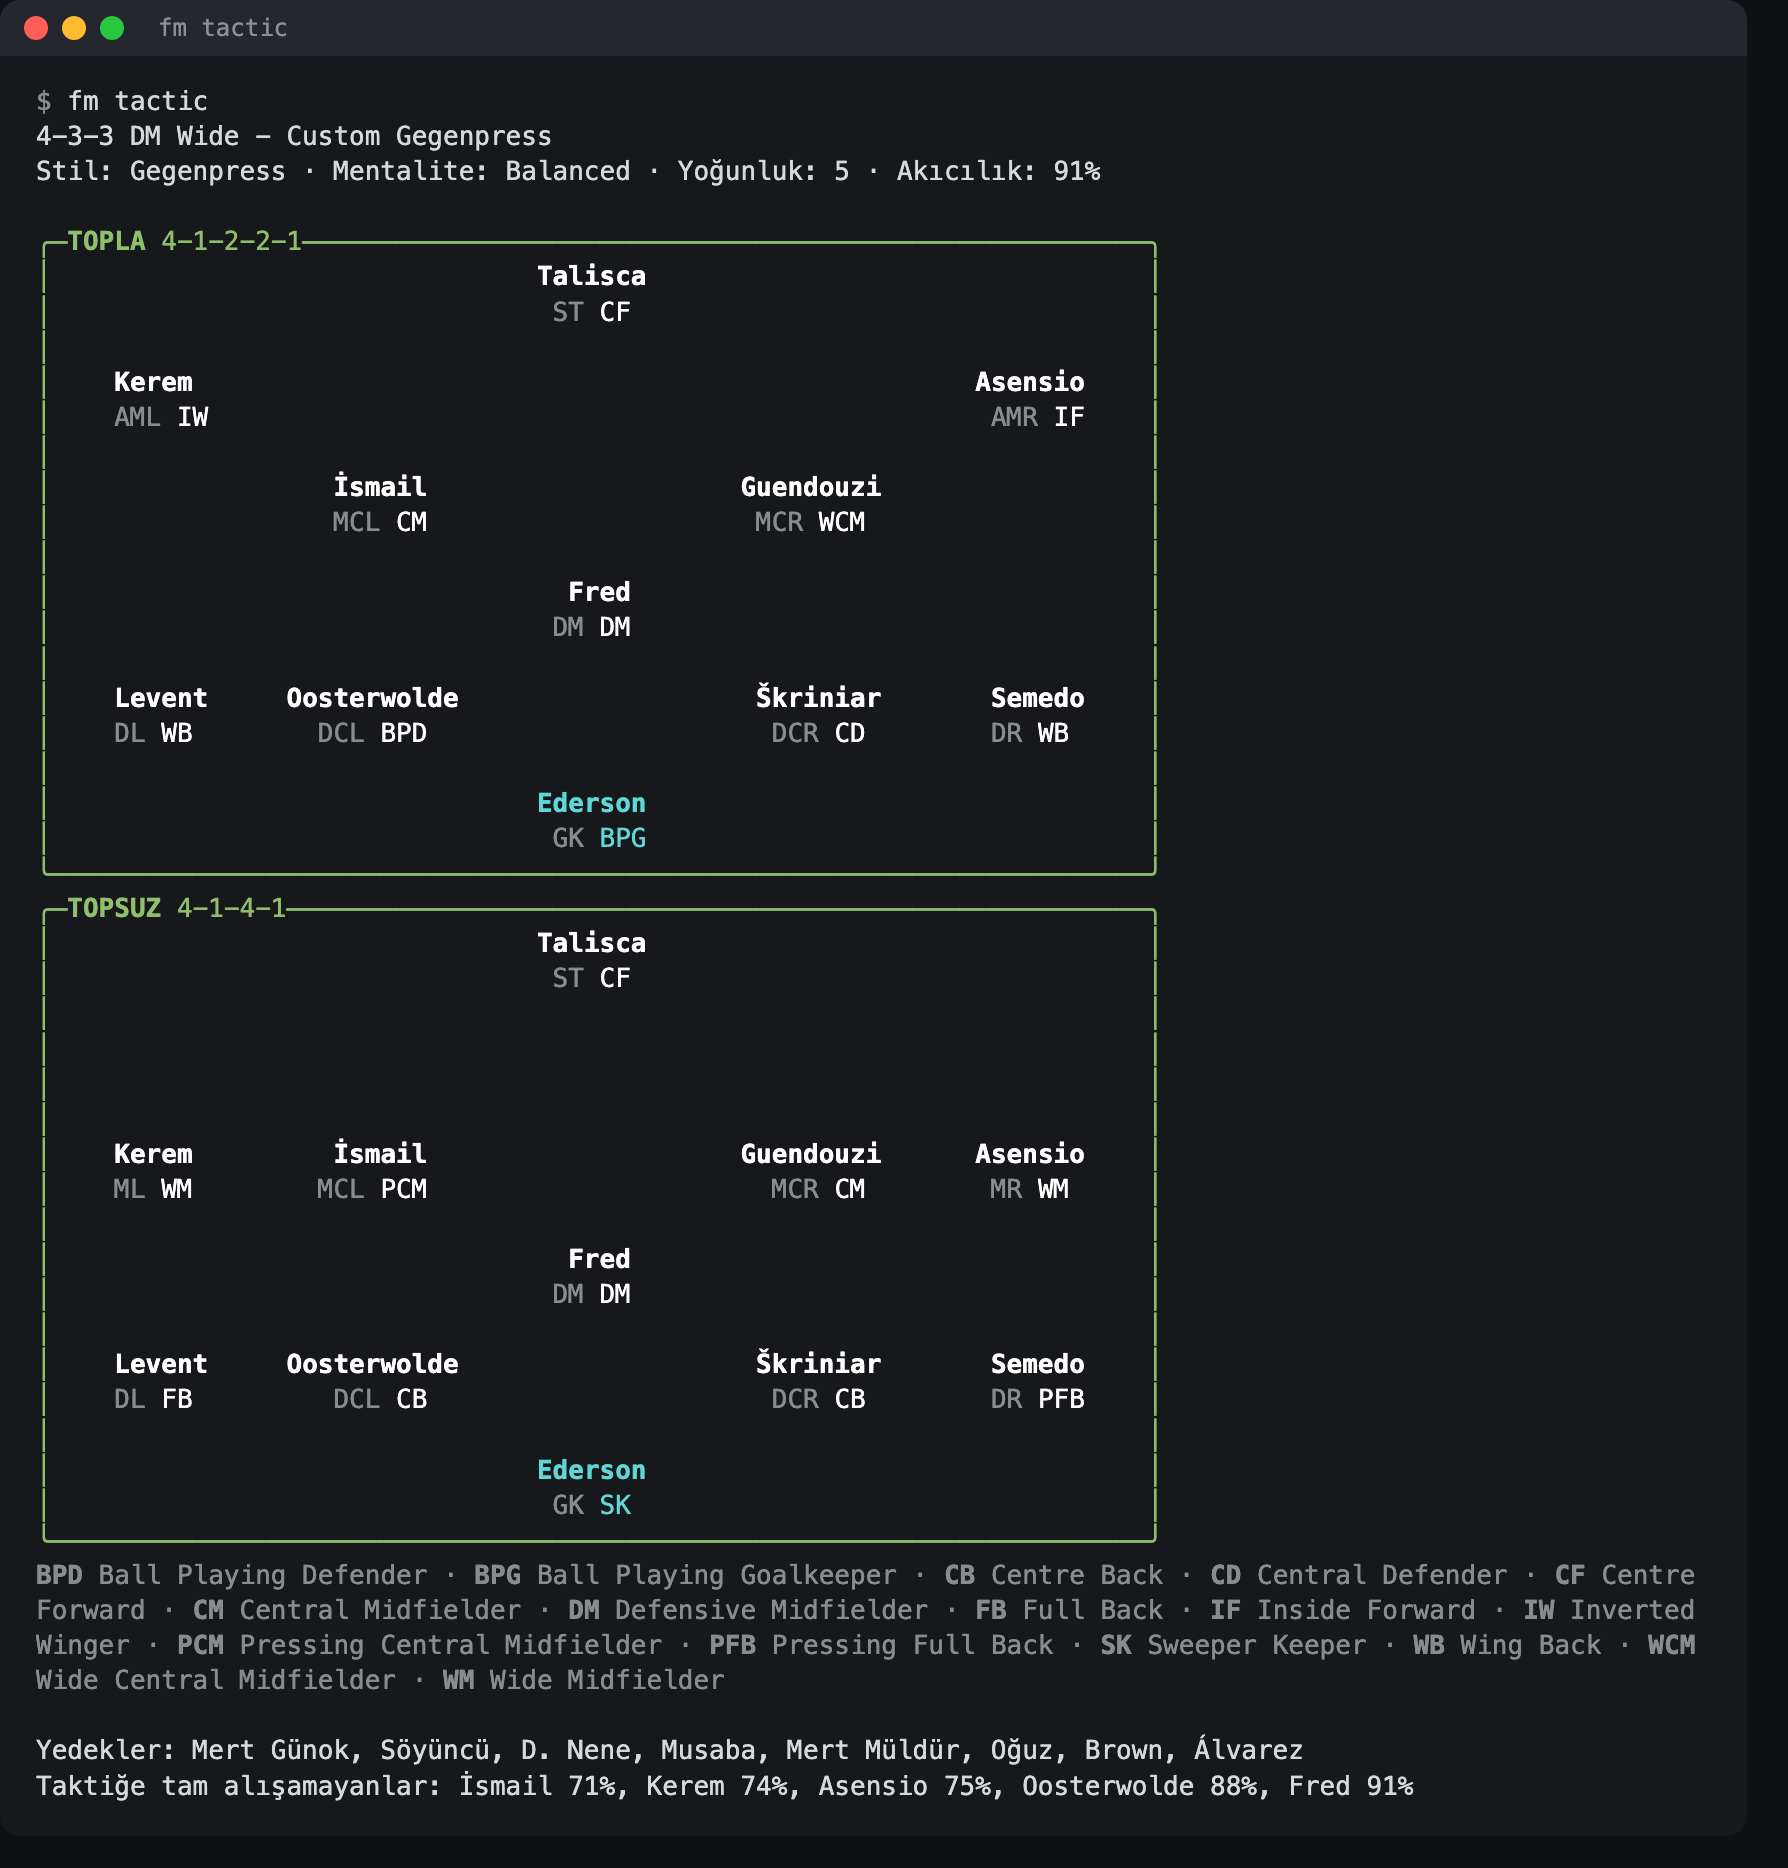 fm tactic
$ fm tactic
4-3-3 DM Wide - Custom Gegenpress
Stil: Gegenpress · Mentalite: Balanced · Yoğunluk: 5 · Akıcılık: 91%
TOPLA 4-1-2-2-1
Talisca
ST CF
Kerem Asensio
AML IW AMR IF
İsmail Guendouzi
MCL CM MCR WCM
Fred
DM DM
Levent Oosterwolde Škriniar Semedo
DL WB DCL BPD DCR CD DR WB
Ederson
GK BPG
TOPSUZ 4-1-4-1
Talisca
ST CF
Kerem İsmail Guendouzi Asensio
ML WM MCL PCM MCR CM MR WM
Fred
DM DM
Levent Oosterwolde Škriniar Semedo
DL FB DCL CB DCR CB DR PFB
Ederson
GK SK
BPD Ball Playing Defender · BPG Ball Playing Goalkeeper · CB Centre Back · CD Central Defender · CF Centre
Forward · CM Central Midfielder · DM Defensive Midfielder · FB Full Back · IF Inside Forward · IW Inverted
Winger · PCM Pressing Central Midfielder · PFB Pressing Full Back · SK Sweeper Keeper · WB Wing Back · WCM
Wide Central Midfielder · WM Wide Midfielder
Yedekler: Mert Günok, Söyüncü, D. Nene, Musaba, Mert Müldür, Oğuz, Brown, Álvarez
Taktiğe tam alışamayanlar: İsmail 71%, Kerem 74%, Asensio 75%, Oosterwolde 88%, Fred 91%